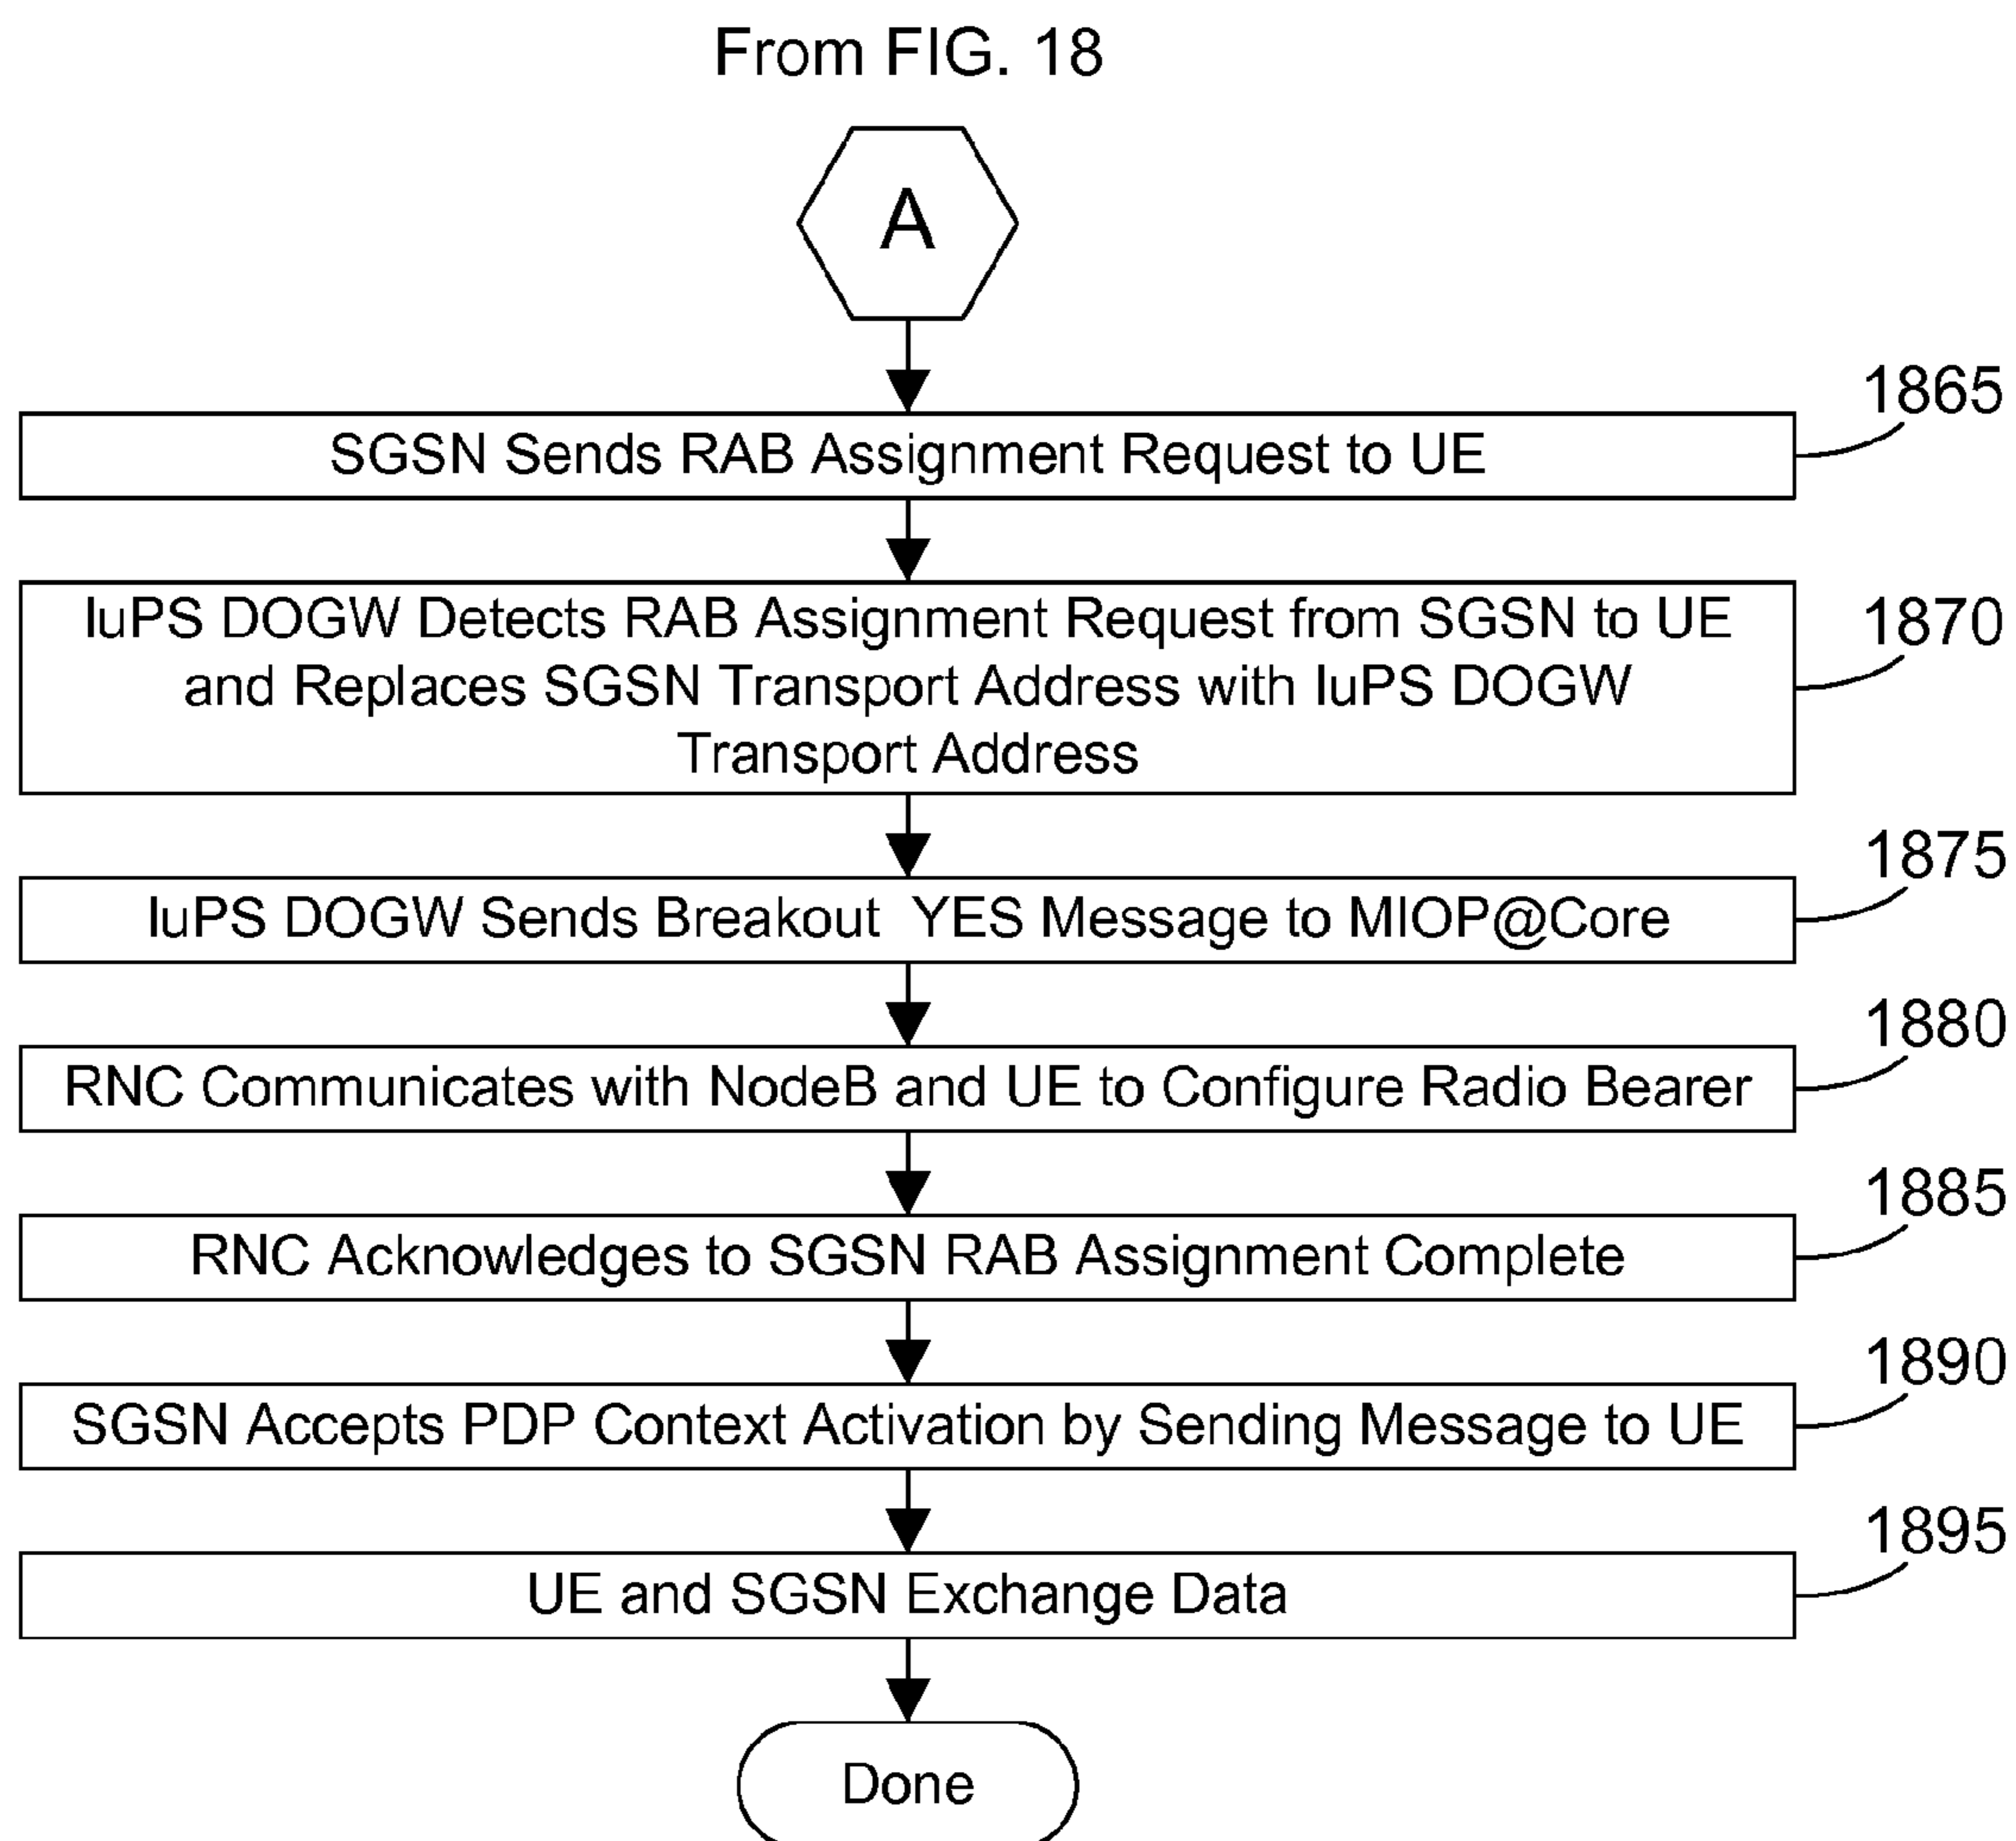 From FIG. 18
A
1865
SGSN Sends RAB Assignment Request to UE
1870
IuPS DOGW Detects RAB Assignment Request from SGSN to UE
and Replaces SGSN Transport Address with IuPS DOGW
Transport Address
1875
IuPS DOGW Sends Breakout YES Message to MIOP@Core
1880
RNC Communicates with NodeB and UE to Configure Radio Bearer
1885
RNC Acknowledges to SGSN RAB Assignment Complete
1890
SGSN Accepts PDP Context Activation by Sending Message to UE
1895
UE and SGSN Exchange Data
Done